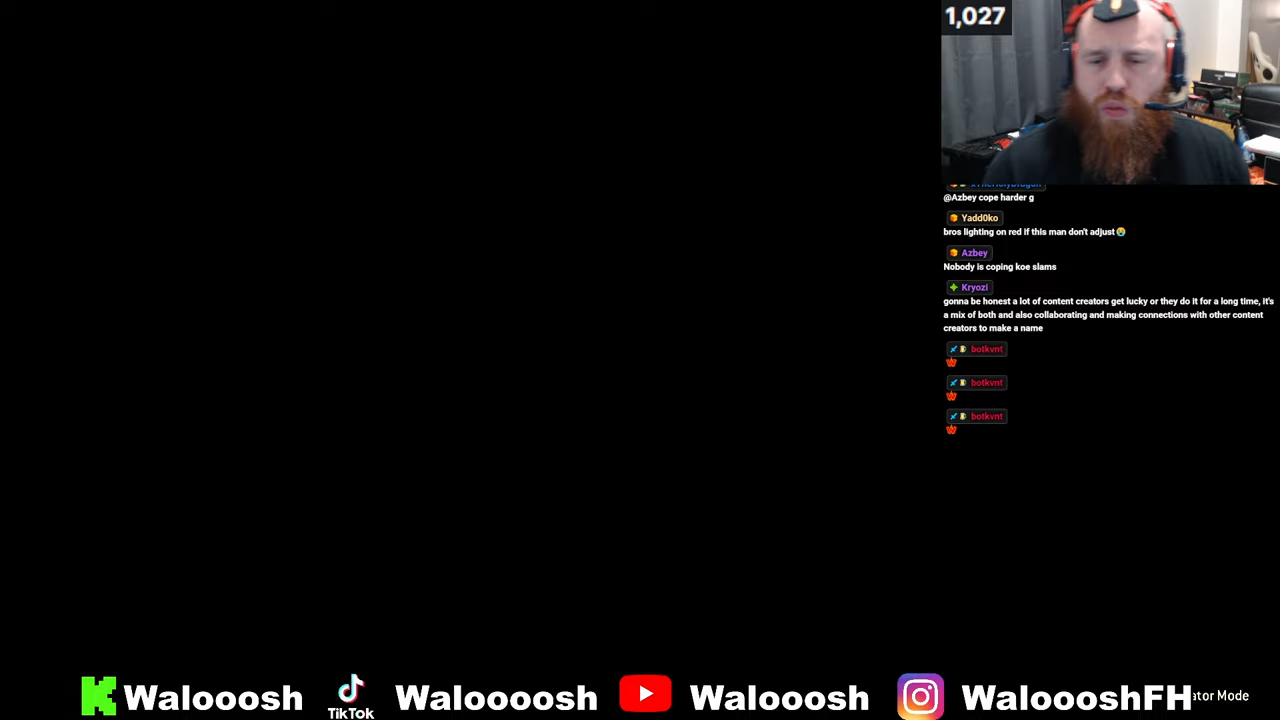 1,027
@Azbey cope harder g
Yadd0ko
bros lighting on red if this man don't adjust😭
Azbey
Nobody is coping koe slams
Kryozi
gonna be honest a lot of content creators get lucky or they do it for a long time, it's
a mix of both and also collaborating and making connections with other content
creators to make a name
botkvnt
botkvnt
botkvnt
Walooosh
TikTok
Waloooosh
Walooosh
WaloooshFH
ator Mode